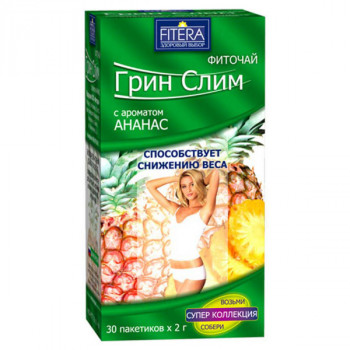 FITERA
ЗДОРОВЫЙ ВЫБОР
ФИТОЧАЙ
Грин Слим
с ароматом
АНАНАС
СПОСОБСТВУЕТ
СНИЖЕНИЮ ВЕСА
ВОЗЬМИ
СУПЕР КОЛЛЕКЦИЯ
СОБЕРИ
30 пакетиков х 2 г